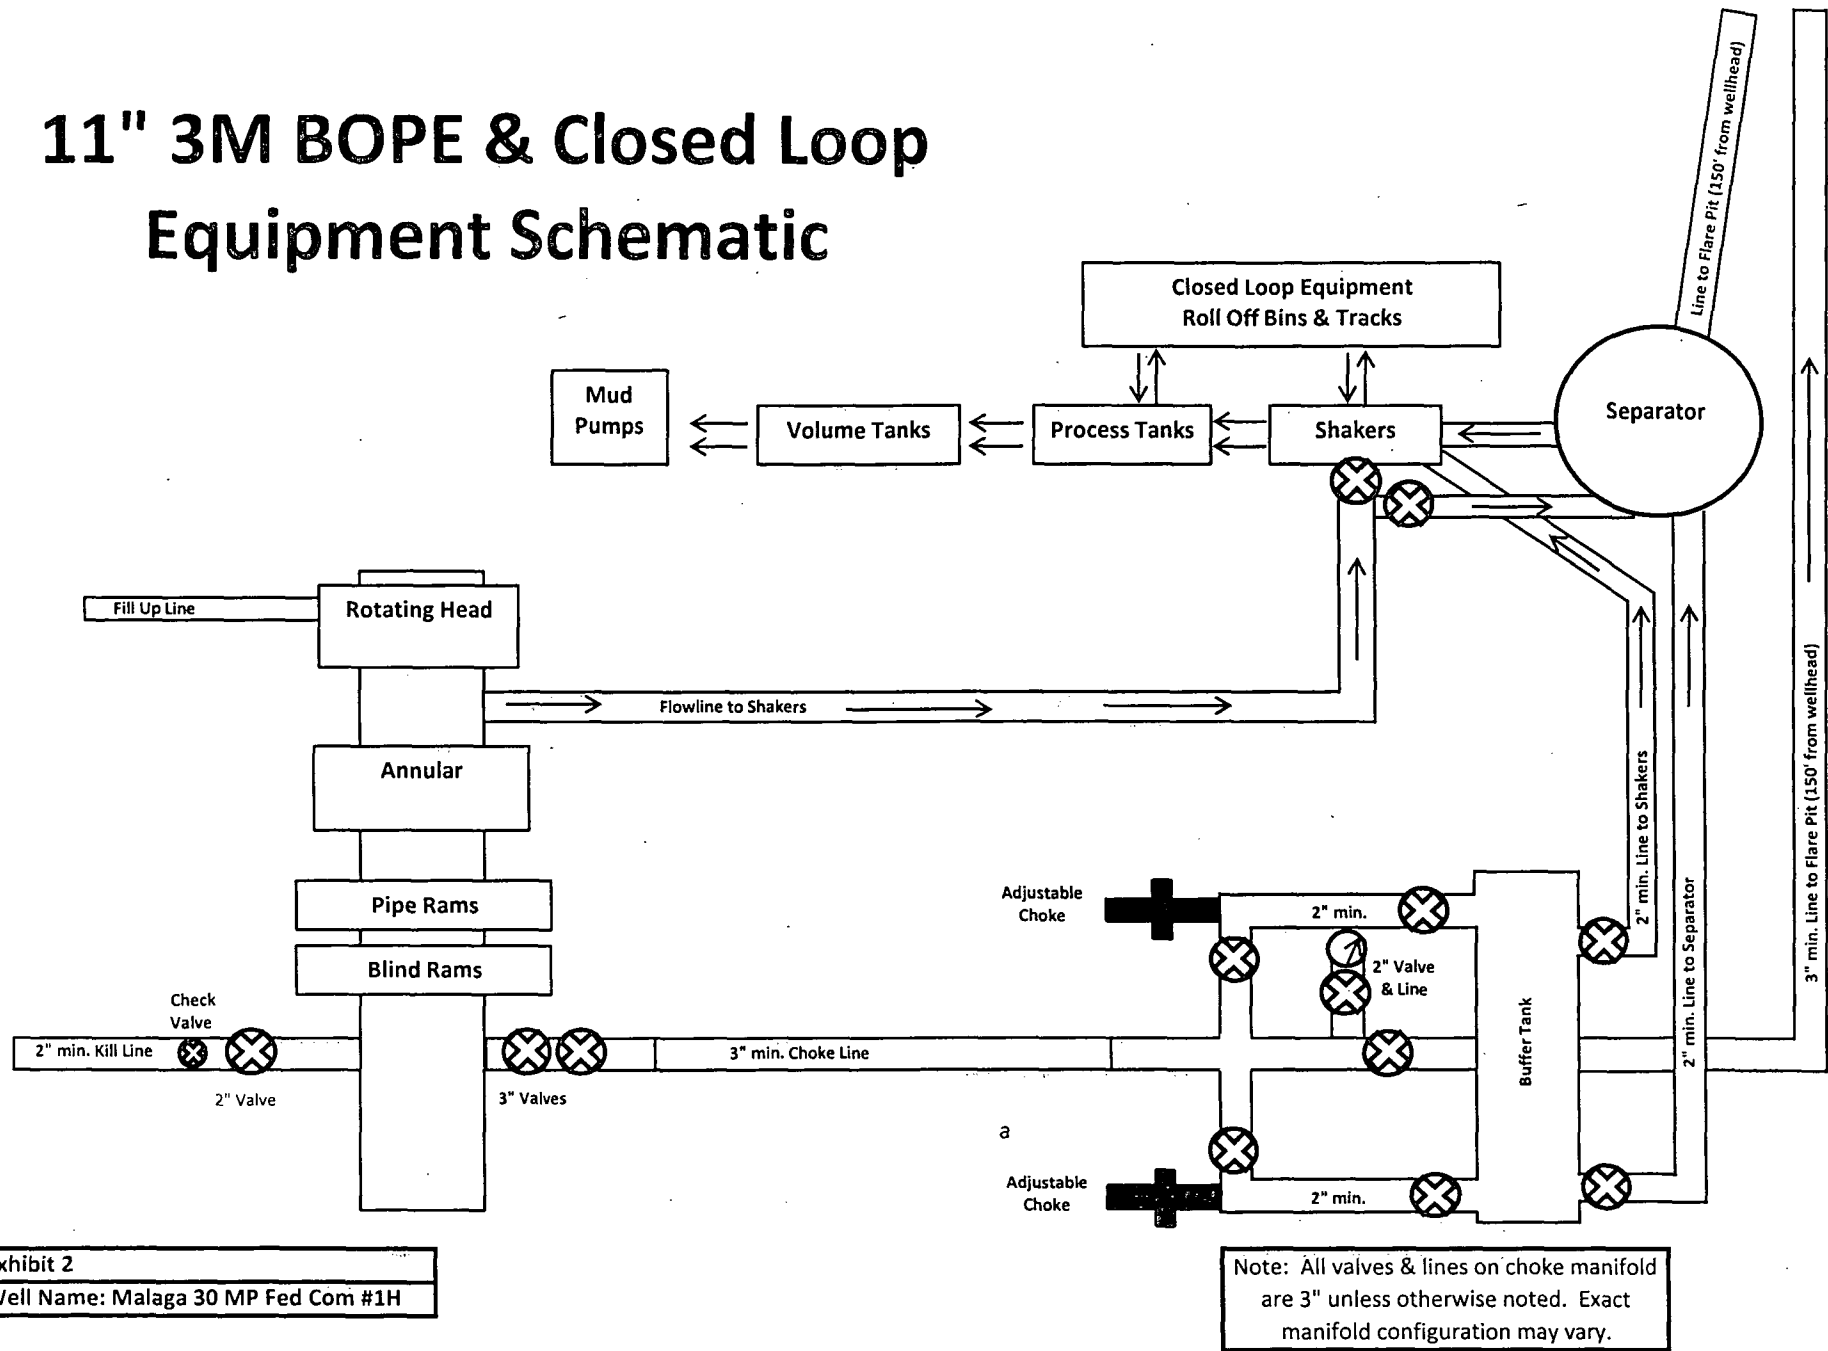 11" 3M BOPE & Closed Loop
Equipment Schematic
Line to Flare Pit (150' from wellhead)
Closed Loop Equipment
Roll Off Bins & Tracks
Mud
Pumps
Volume Tanks
Process Tanks
Shakers
Separator
Fill Up Line
Rotating Head
Flowline to Shakers
Annular
Pipe Rams
Blind Rams
Check
Valve
2" min. Kill Line
2" Valve
3" Valves
3" min. Choke Line
Adjustable
Choke
2" min.
2" Valve
& Line
Buffer Tank
2" min. Line to Shakers
2" min. Line to Separator
3" min. Line to Flare Pit (150' from wellhead)
a
Adjustable
Choke
2" min.
xhibit 2
Well Name: Malaga 30 MP Fed Com #1H
Note: All valves & lines on choke manifold
are 3" unless otherwise noted. Exact
manifold configuration may vary.